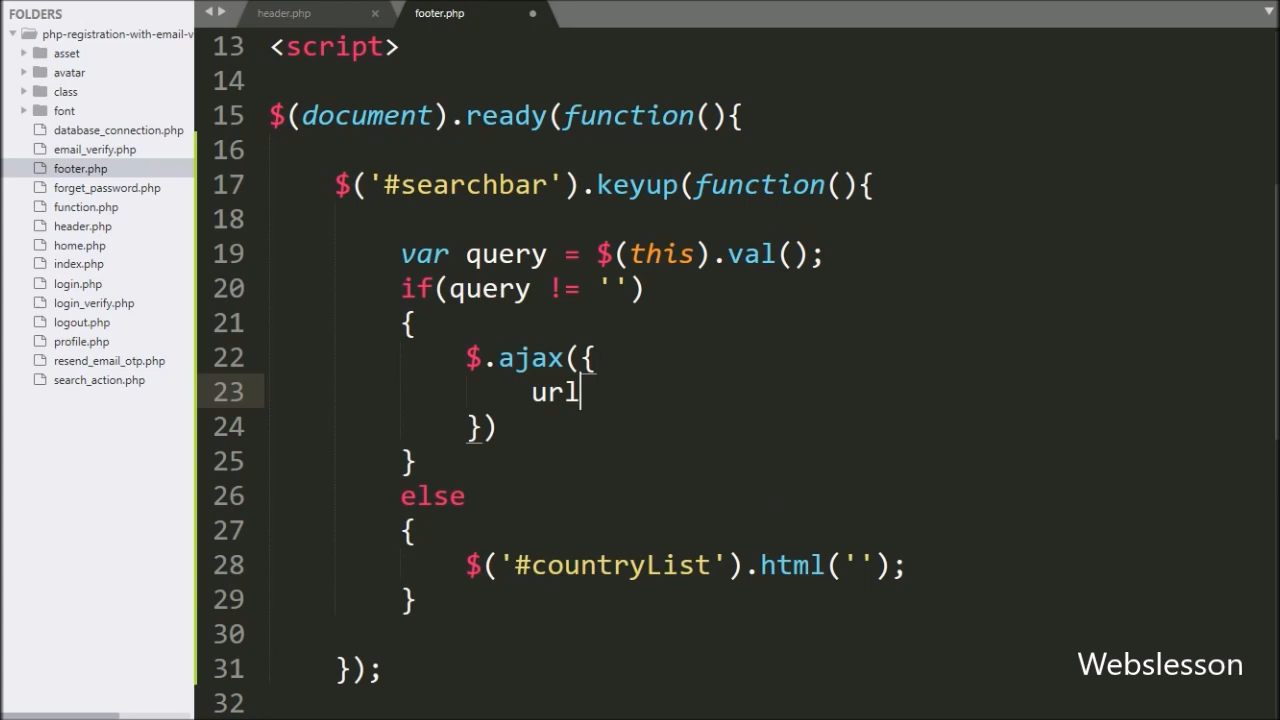 FOLDERS
php-registration-with-email-v
asset
avatar
class
font
database_connection.php
email_verify.php
footer.php
forget_password.php
function.php
header.php
home.php
index.php
login.php
login_verify.php
logout.php
profile.php
resend_email_otp.php
search_action.php
header.php
footer.php
13 <script>
14
15 $(document).ready(function(){
16
17 $('#searchbar').keyup(function(){
18
19 var query = $(this).val();
20 if(query != '')
21 {
22 $.ajax({
23 url
24 })
25 }
26 else
27 {
28 $('#countryList').html('');
29 }
30
31 });
32
Webslesson